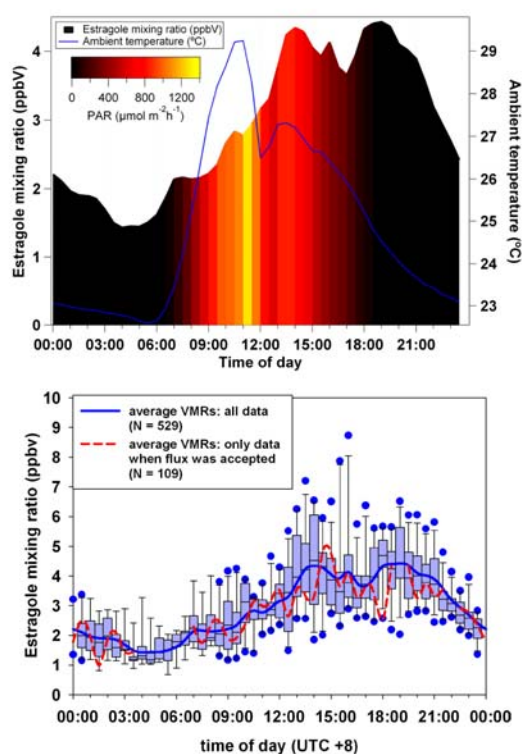 Estragole mixing ratio (ppbV)
Ambient temperature (ºC)
0 400 800 1200
PAR (µmol m⁻²h⁻¹)
Estragole mixing ratio (ppbV)
4
3
2
1
0
Ambient temperature (ºC)
29
28
27
26
25
24
23
00:00 03:00 06:00 09:00 12:00 15:00 18:00 21:00
Time of day
average VMRs: all data
(N = 529)
average VMRs: only data
when flux was accepted
(N = 109)
Estragole mixing ratio (ppbv)
10
9
8
7
6
5
4
3
2
1
0
00:00 03:00 06:00 09:00 12:00 15:00 18:00 21:00 00:00
time of day (UTC +8)